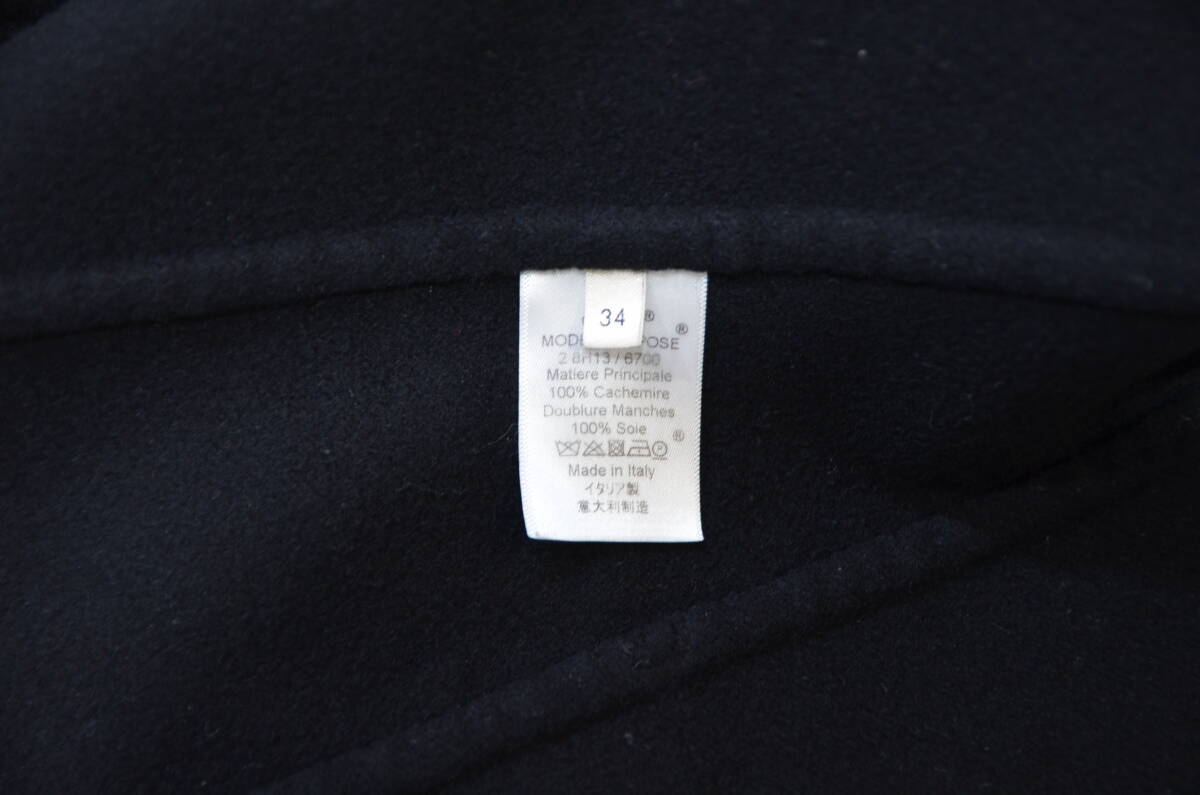 34
®
®
2 8H13 / 6700
Matiere Principale
100% Cachemire
Doublure Manches
100% Soie
®
Made in Italy
イタリア製
意大利制造